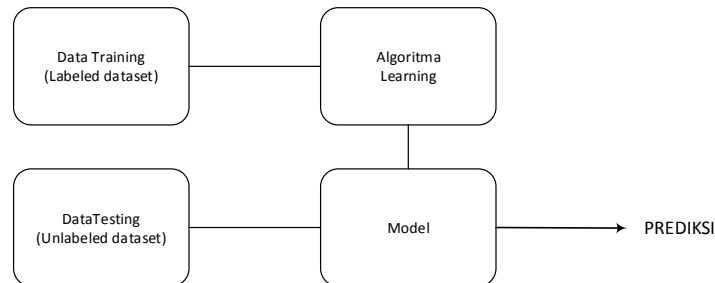 Data Training
(Labeled dataset)
Algoritma
Learning
DataTesting
(Unlabeled dataset)
Model
PREDIKSI